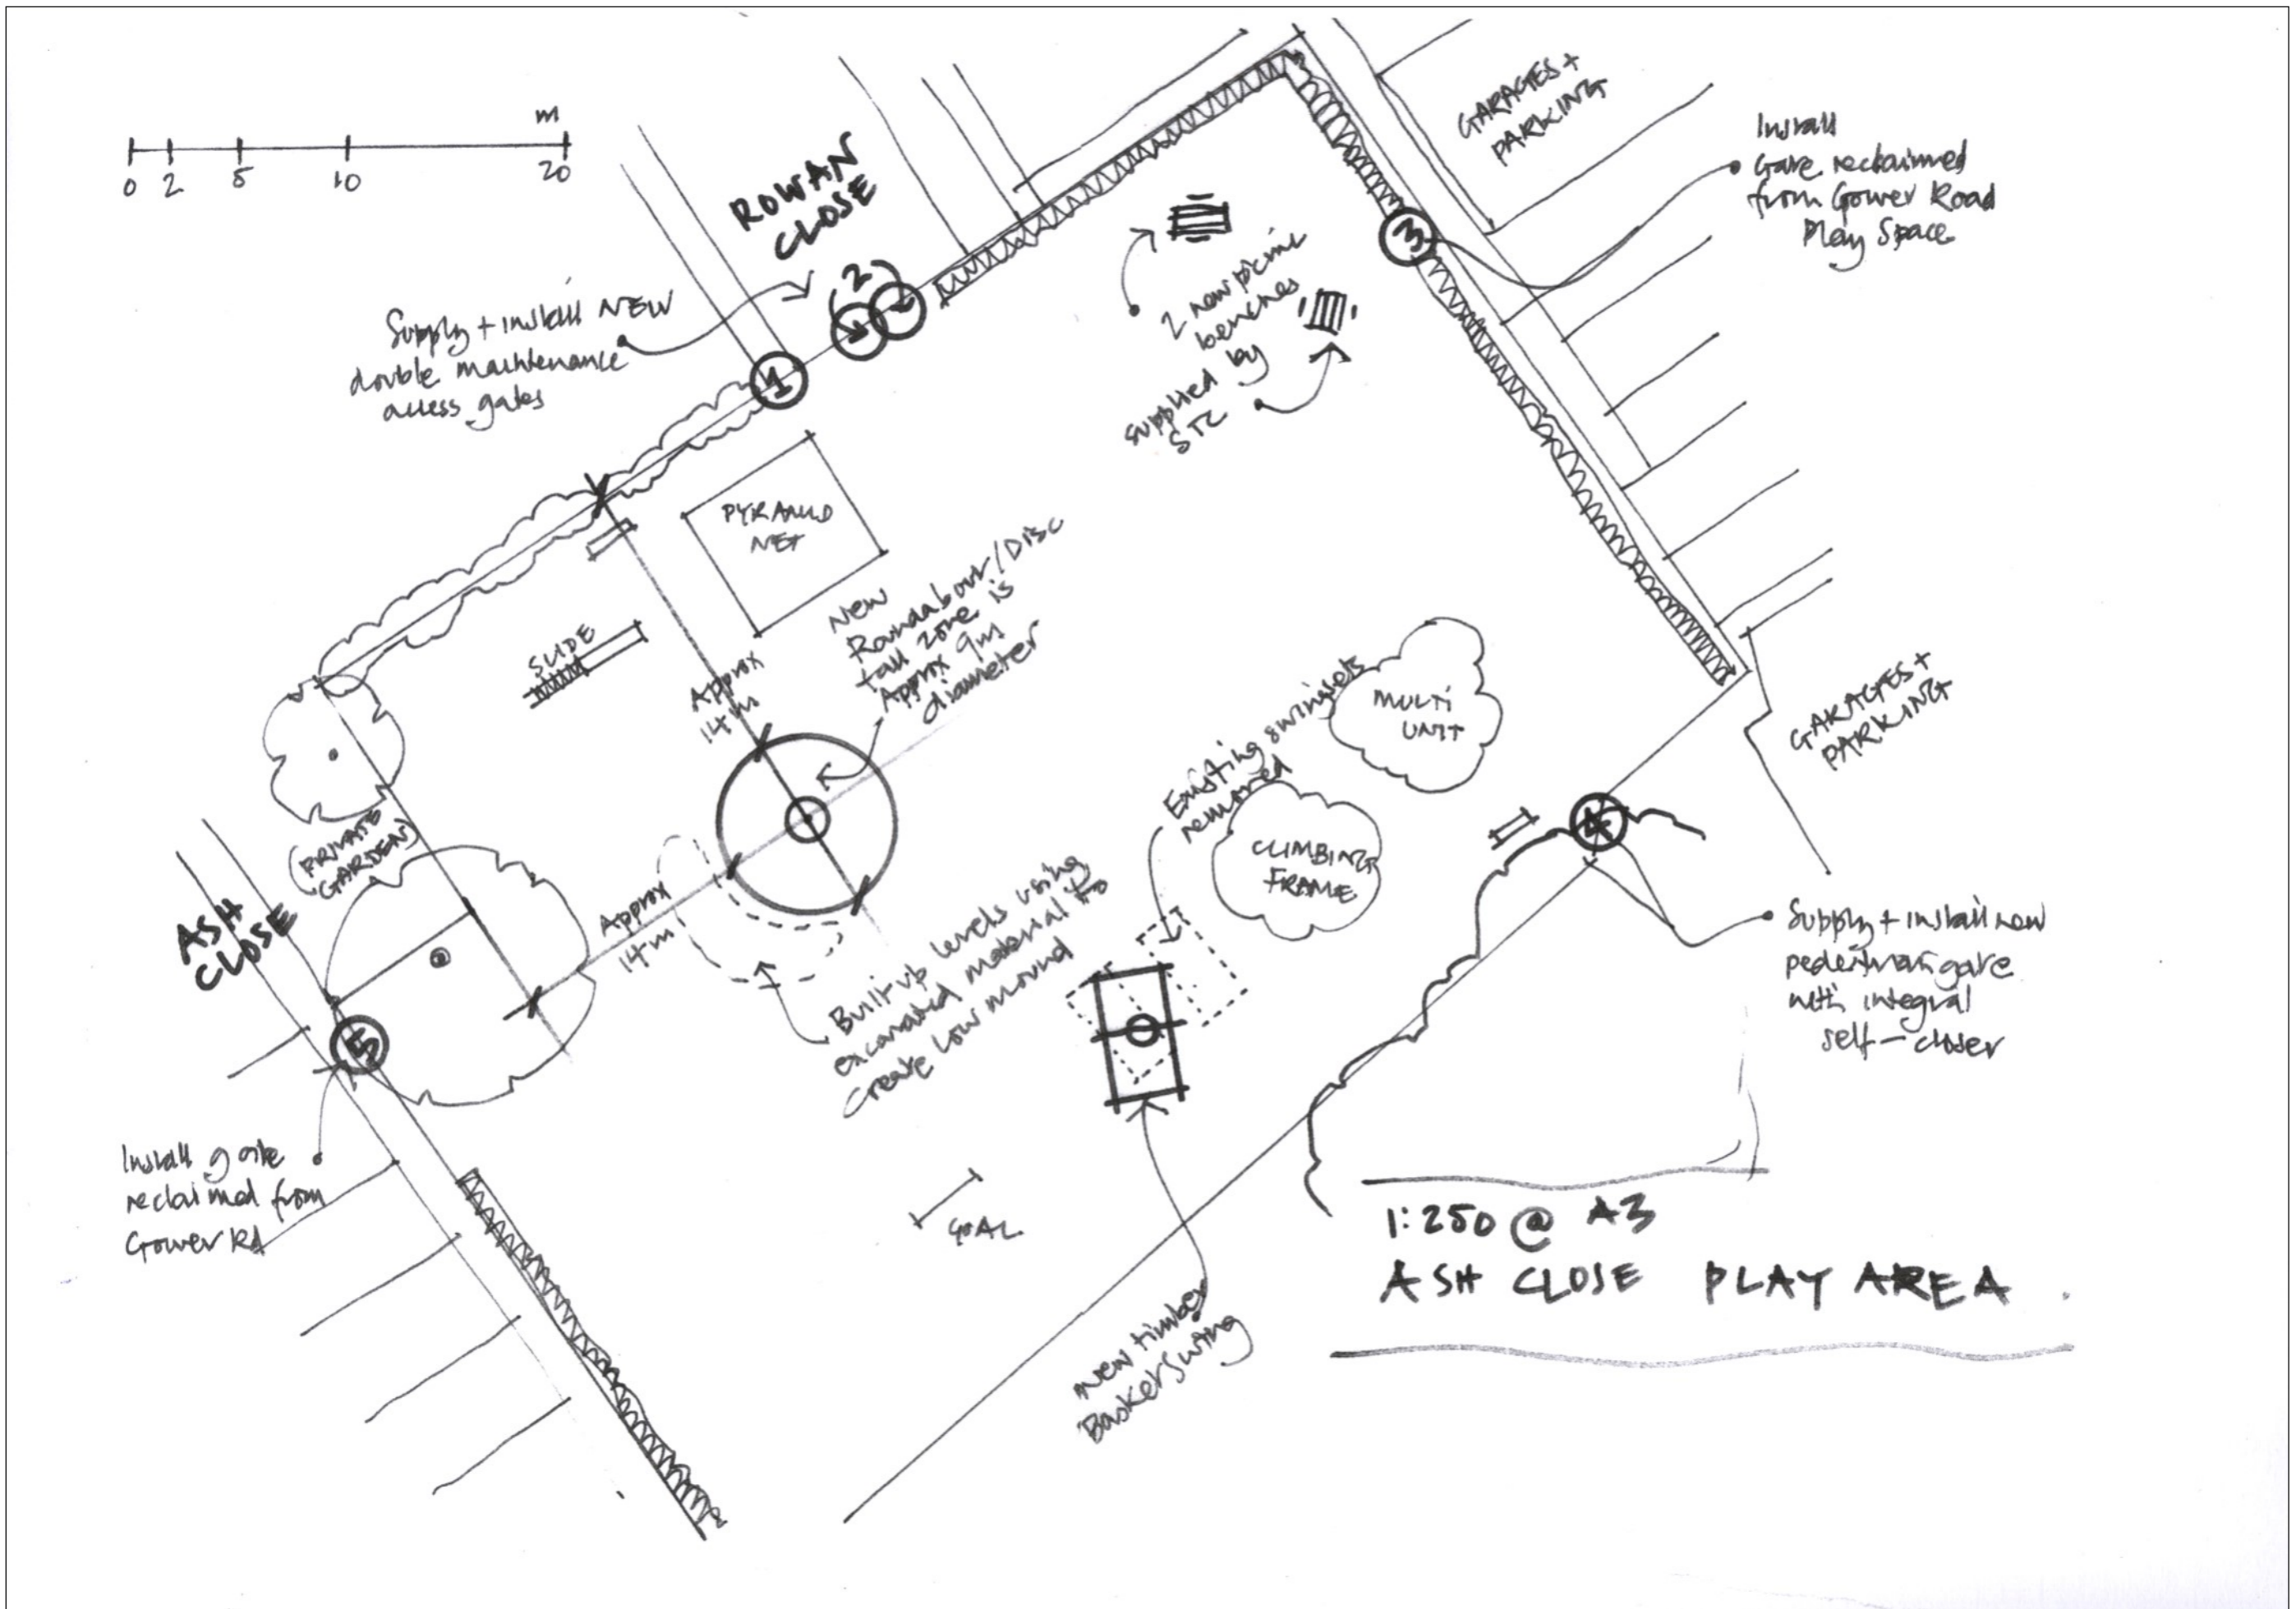 m
0 2 5 10 20
ROWAN
CLOSE
GARAGES +
PARKING
Install
Gate reclaimed
from Gower Road
Play Space
Supply + install NEW
double maintenance
access gates
2
1
3
2 new picnic
benches
supplied by
STC
PYRAMID
NET
SLIDE
New
Roundabout/Disc
fall zone is
Approx 9m
diameter
Approx
14m
Existing swingsets
removed
MULTI
UNIT
GARAGES +
PARKING
(PRIVATE
GARDEN)
CLIMBING
FRAME
4
ASH
CLOSE
Approx
14m
Built up levels using
excavated material to
create low mound
Supply + install new
pedestrian gate
with integral
self-closer
5
Install gate
reclaimed from
Gower Rd
GOAL
new timber
Basket Swing
1:250 @ A3
ASH CLOSE PLAY AREA